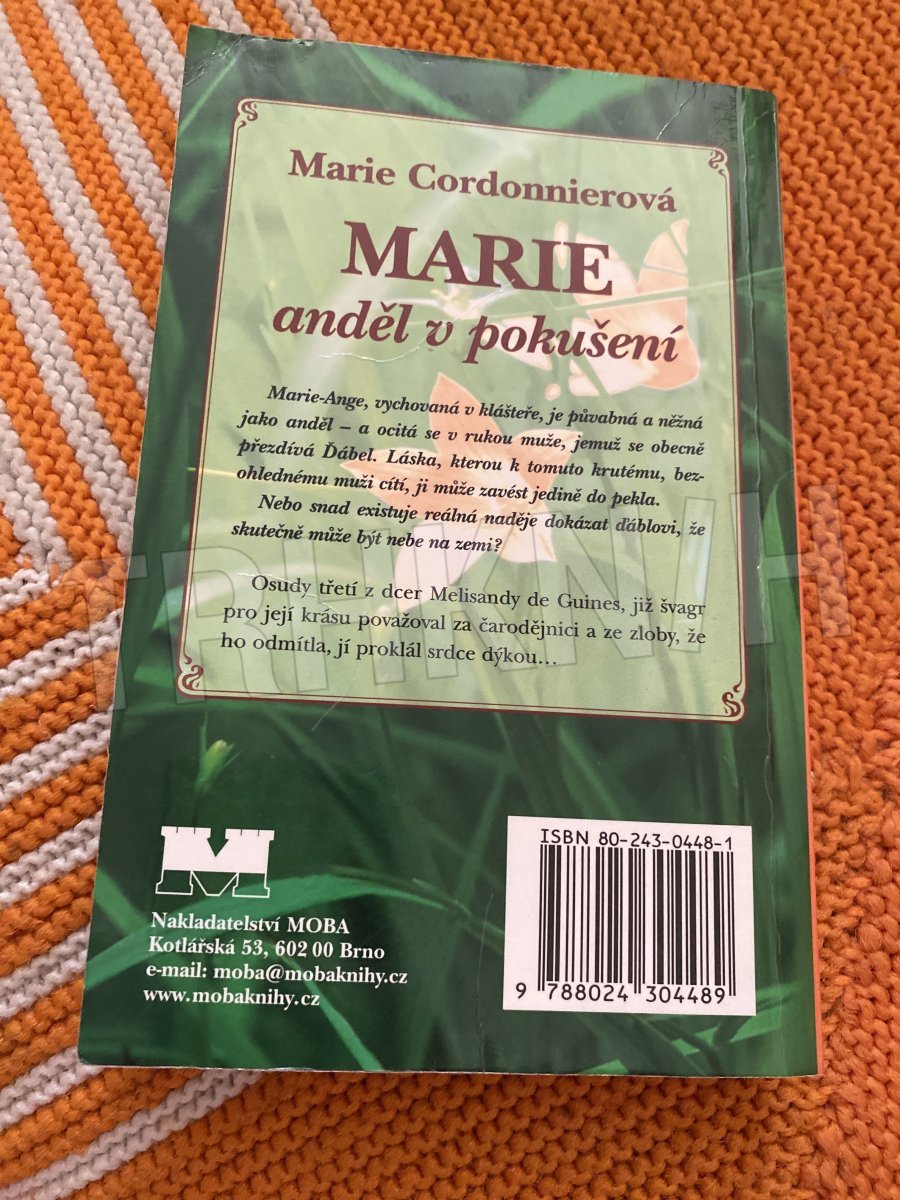 Marie Cordonnierová
MARIE
anděl v pokušení
Marie-Ange, vychovaná v klášteře, je půvabná a něžná
jako anděl – a ocitá se v rukou muže, jemuž se obecně
přezdívá Ďábel. Láska, kterou k tomuto krutému, bez-
ohlednému muži cítí, ji může zavést jedině do pekla.
Nebo snad existuje reálná naděje dokázat ďáblovi, že
skutečně může být nebe na zemi?
Osudy třetí z dcer Melisandy de Guines, již švagr
pro její krásu považoval za čarodějnici a ze zloby, že
ho odmítla, jí proklál srdce dýkou...
TRHKNIH
M
Nakladatelství MOBA
Kotlářská 53, 602 00 Brno
e-mail: moba@mobaknihy.cz
www.mobaknihy.cz
ISBN 80-243-0448-1
9 788024 304489